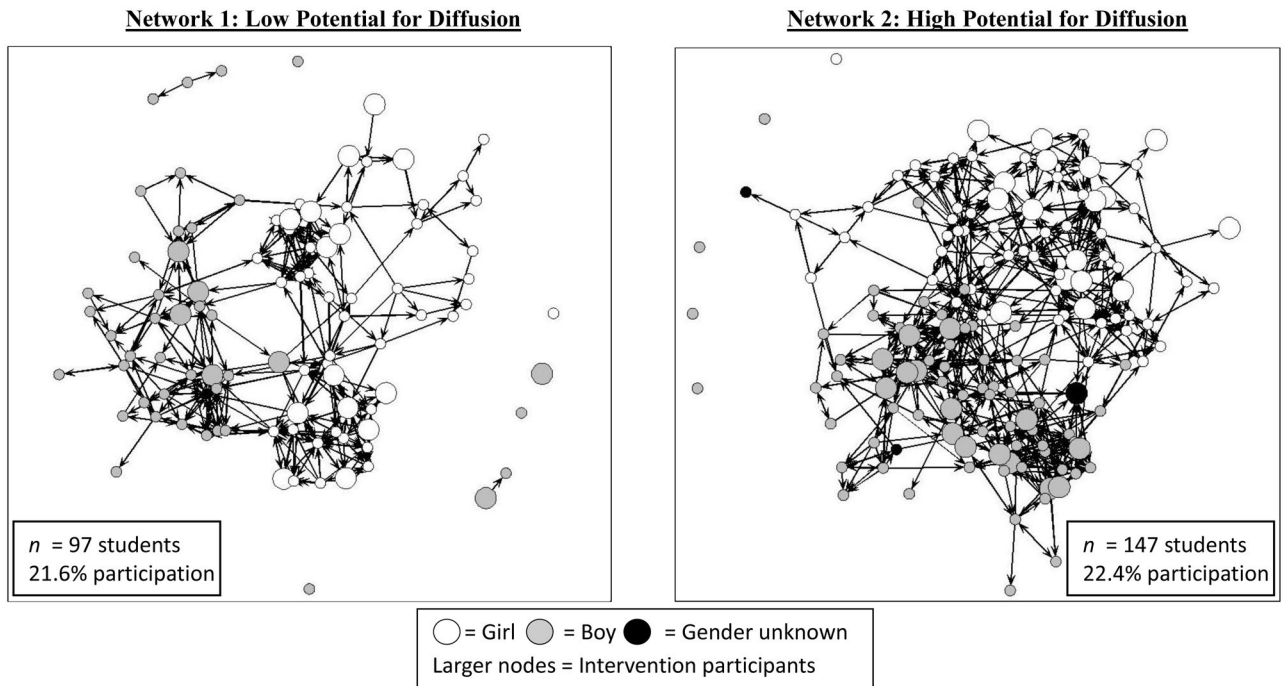 Network 1: Low Potential for Diffusion
Network 2: High Potential for Diffusion
n = 97 students
21.6% participation
n = 147 students
22.4% participation
= Girl = Boy = Gender unknown
Larger nodes = Intervention participants